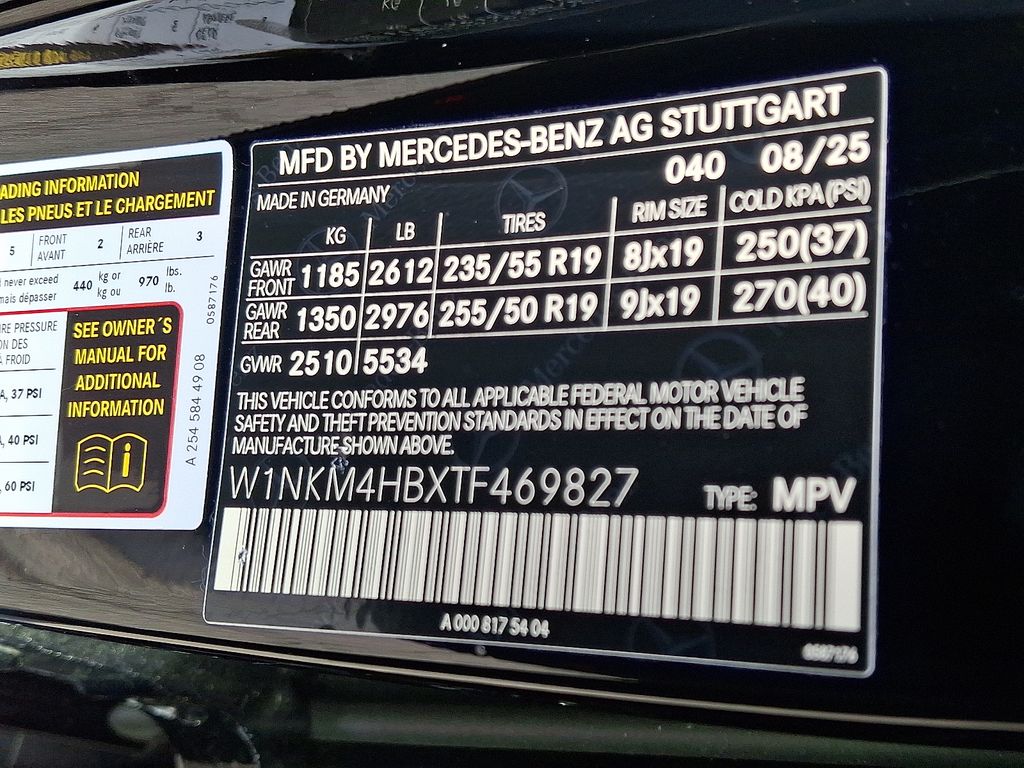 ADING INFORMATION
LES PNEUS ET LE CHARGEMENT
5 FRONT AVANT 2 REAR ARRIÈRE 3
never exceed mais dépasser 440 kg or kg ou 970 lbs. lb.
RE PRESSURE
ON DES
À FROID
A, 37 PSI
A, 40 PSI
, 60 PSI
SEE OWNER´S
MANUAL FOR
ADDITIONAL
INFORMATION
A 254 584 49 08
0587176
MFD BY MERCEDES-BENZ AG STUTTGART
040 08/25
MADE IN GERMANY
KG LB TIRES RIM SIZE COLD KPA(PSI)
GAWR FRONT 1185 2612 235/55 R19 8Jx19 250(37)
GAWR REAR 1350 2976 255/50 R19 9Jx19 270(40)
GVWR 2510 5534
THIS VEHICLE CONFORMS TO ALL APPLICABLE FEDERAL MOTOR VEHICLE
SAFETY AND THEFT PREVENTION STANDARDS IN EFFECT ON THE DATE OF
MANUFACTURE SHOWN ABOVE.
W1NKM4HBXTF469827 TYPE: MPV
A 000 817 54 04
0587176